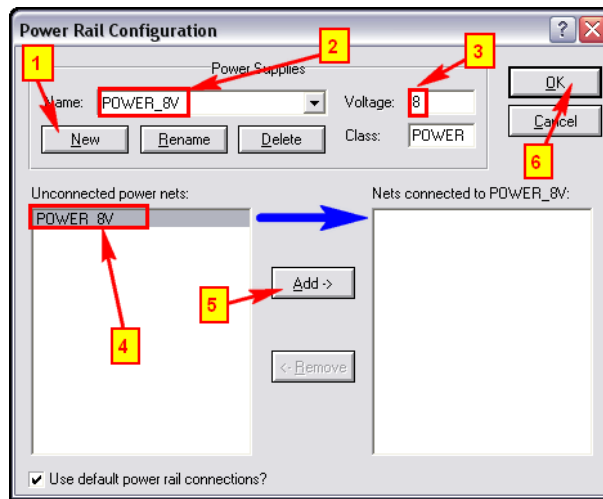 Power Rail Configuration
?
1
2
3
Power Supplies
Name: POWER_8V
Voltage: 8
OK
New
Rename
Delete
Class: POWER
Cancel
6
Unconnected power nets:
Nets connected to POWER_8V:
POWER_8V
4
5
Add ->
<- Remove
Use default power rail connections?